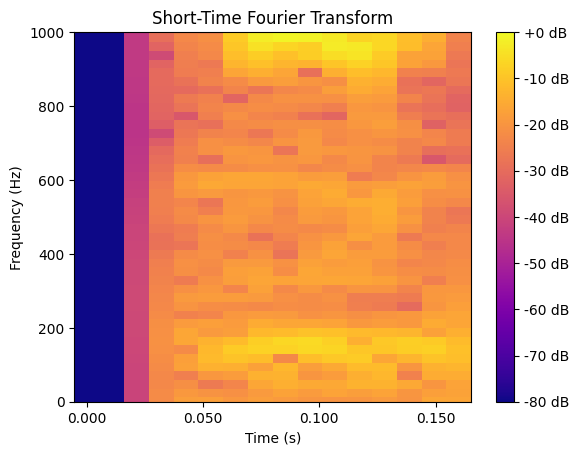 Short-Time Fourier Transform
1000
800
600
400
200
0
Frequency (Hz)
0.000
0.050
0.100
0.150
Time (s)
+0 dB
-10 dB
-20 dB
-30 dB
-40 dB
-50 dB
-60 dB
-70 dB
-80 dB